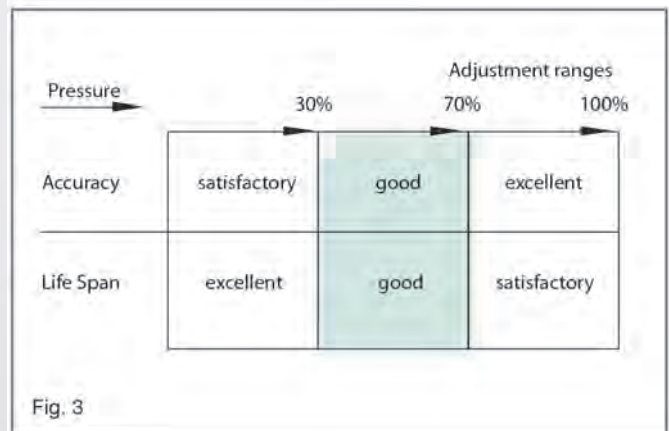 Adjustment ranges
Pressure
30% 70% 100%
Accuracy satisfactory good excellent
Life Span excellent good satisfactory
Fig. 3